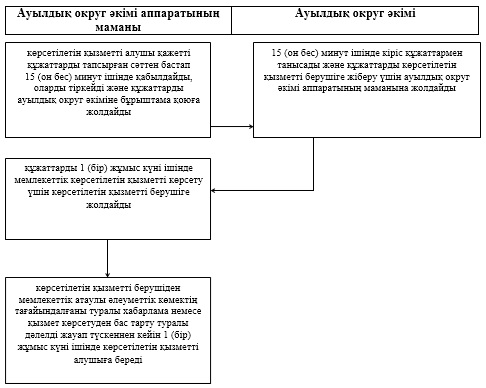 Ауылдық округ әкімі аппаратының
маманы
Ауылдық округ әкімі
көрсетілетін қызметті алушы қажетті
құжаттарды тапсырған сәттен бастап
15 (он бес) минут ішінде қабылдайды,
оларды тіркейді және құжаттарды
ауылдық округ әкіміне бұрыштама қоюға
жолдайды
15 (он бес) минут ішінде кіріс құжаттармен
танысады және құжаттарды көрсетілетін
қызметті берушіге жіберу үшін ауылдық округ
әкімі аппаратының маманына жолдайды
құжаттарды 1 (бір) жұмыс күні ішінде
мемлекеттік көрсетілетін қызметті көрсету
үшін көрсетілетін қызметті берушіге
жолдайды
көрсетілетін қызметті берушіден
мемлекеттік атаулы әлеуметтік көмектің
тағайындалғаны туралы хабарлама немесе
қызмет көрсетуден бас тарту туралы
дәлелді жауап түскеннен кейін 1 (бір)
жұмыс күні ішінде көрсетілетін қызметті
алушыға береді